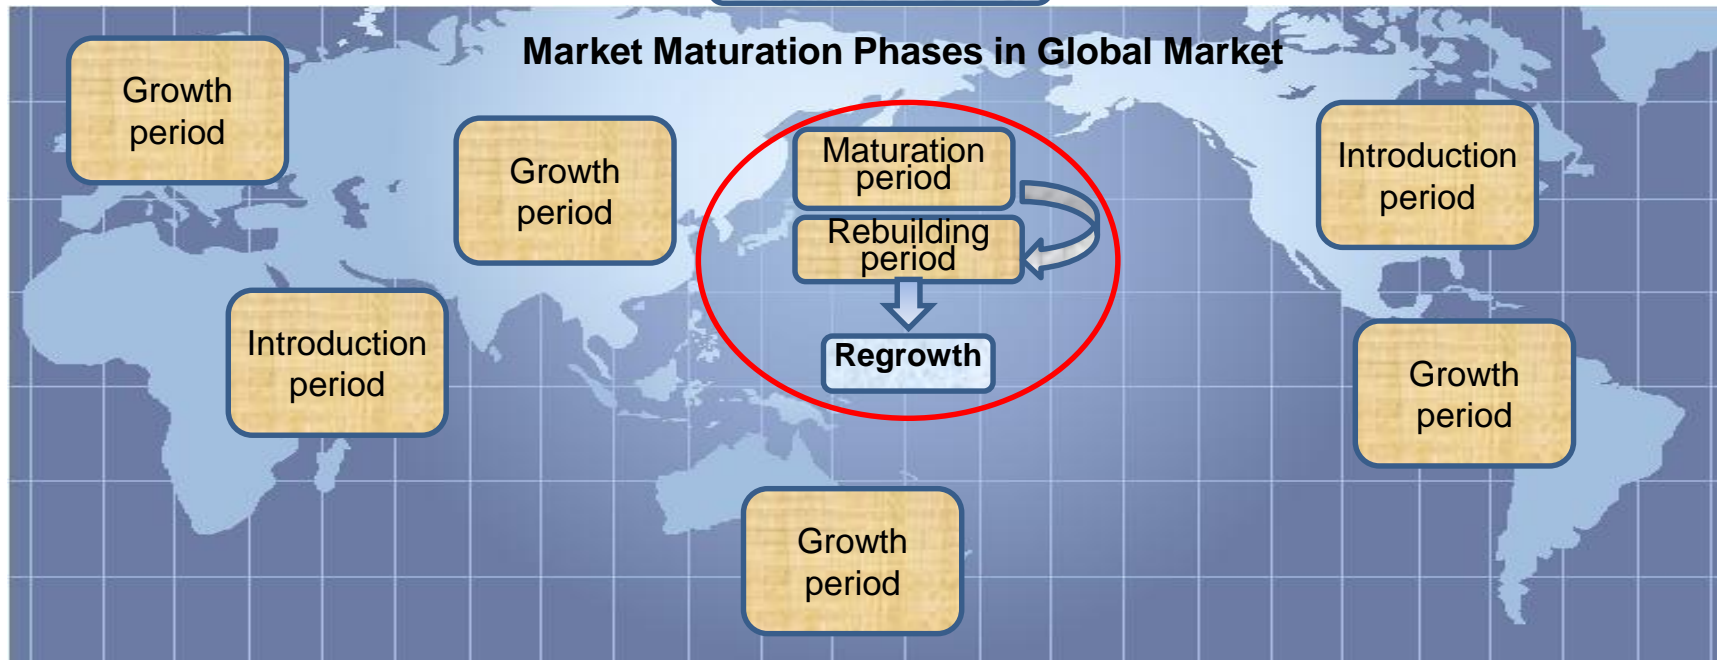 Market Maturation Phases in Global Market
Growth
period
Growth
period
Maturation
period
Rebuilding
period
Regrowth
Introduction
period
Introduction
period
Growth
period
Growth
period